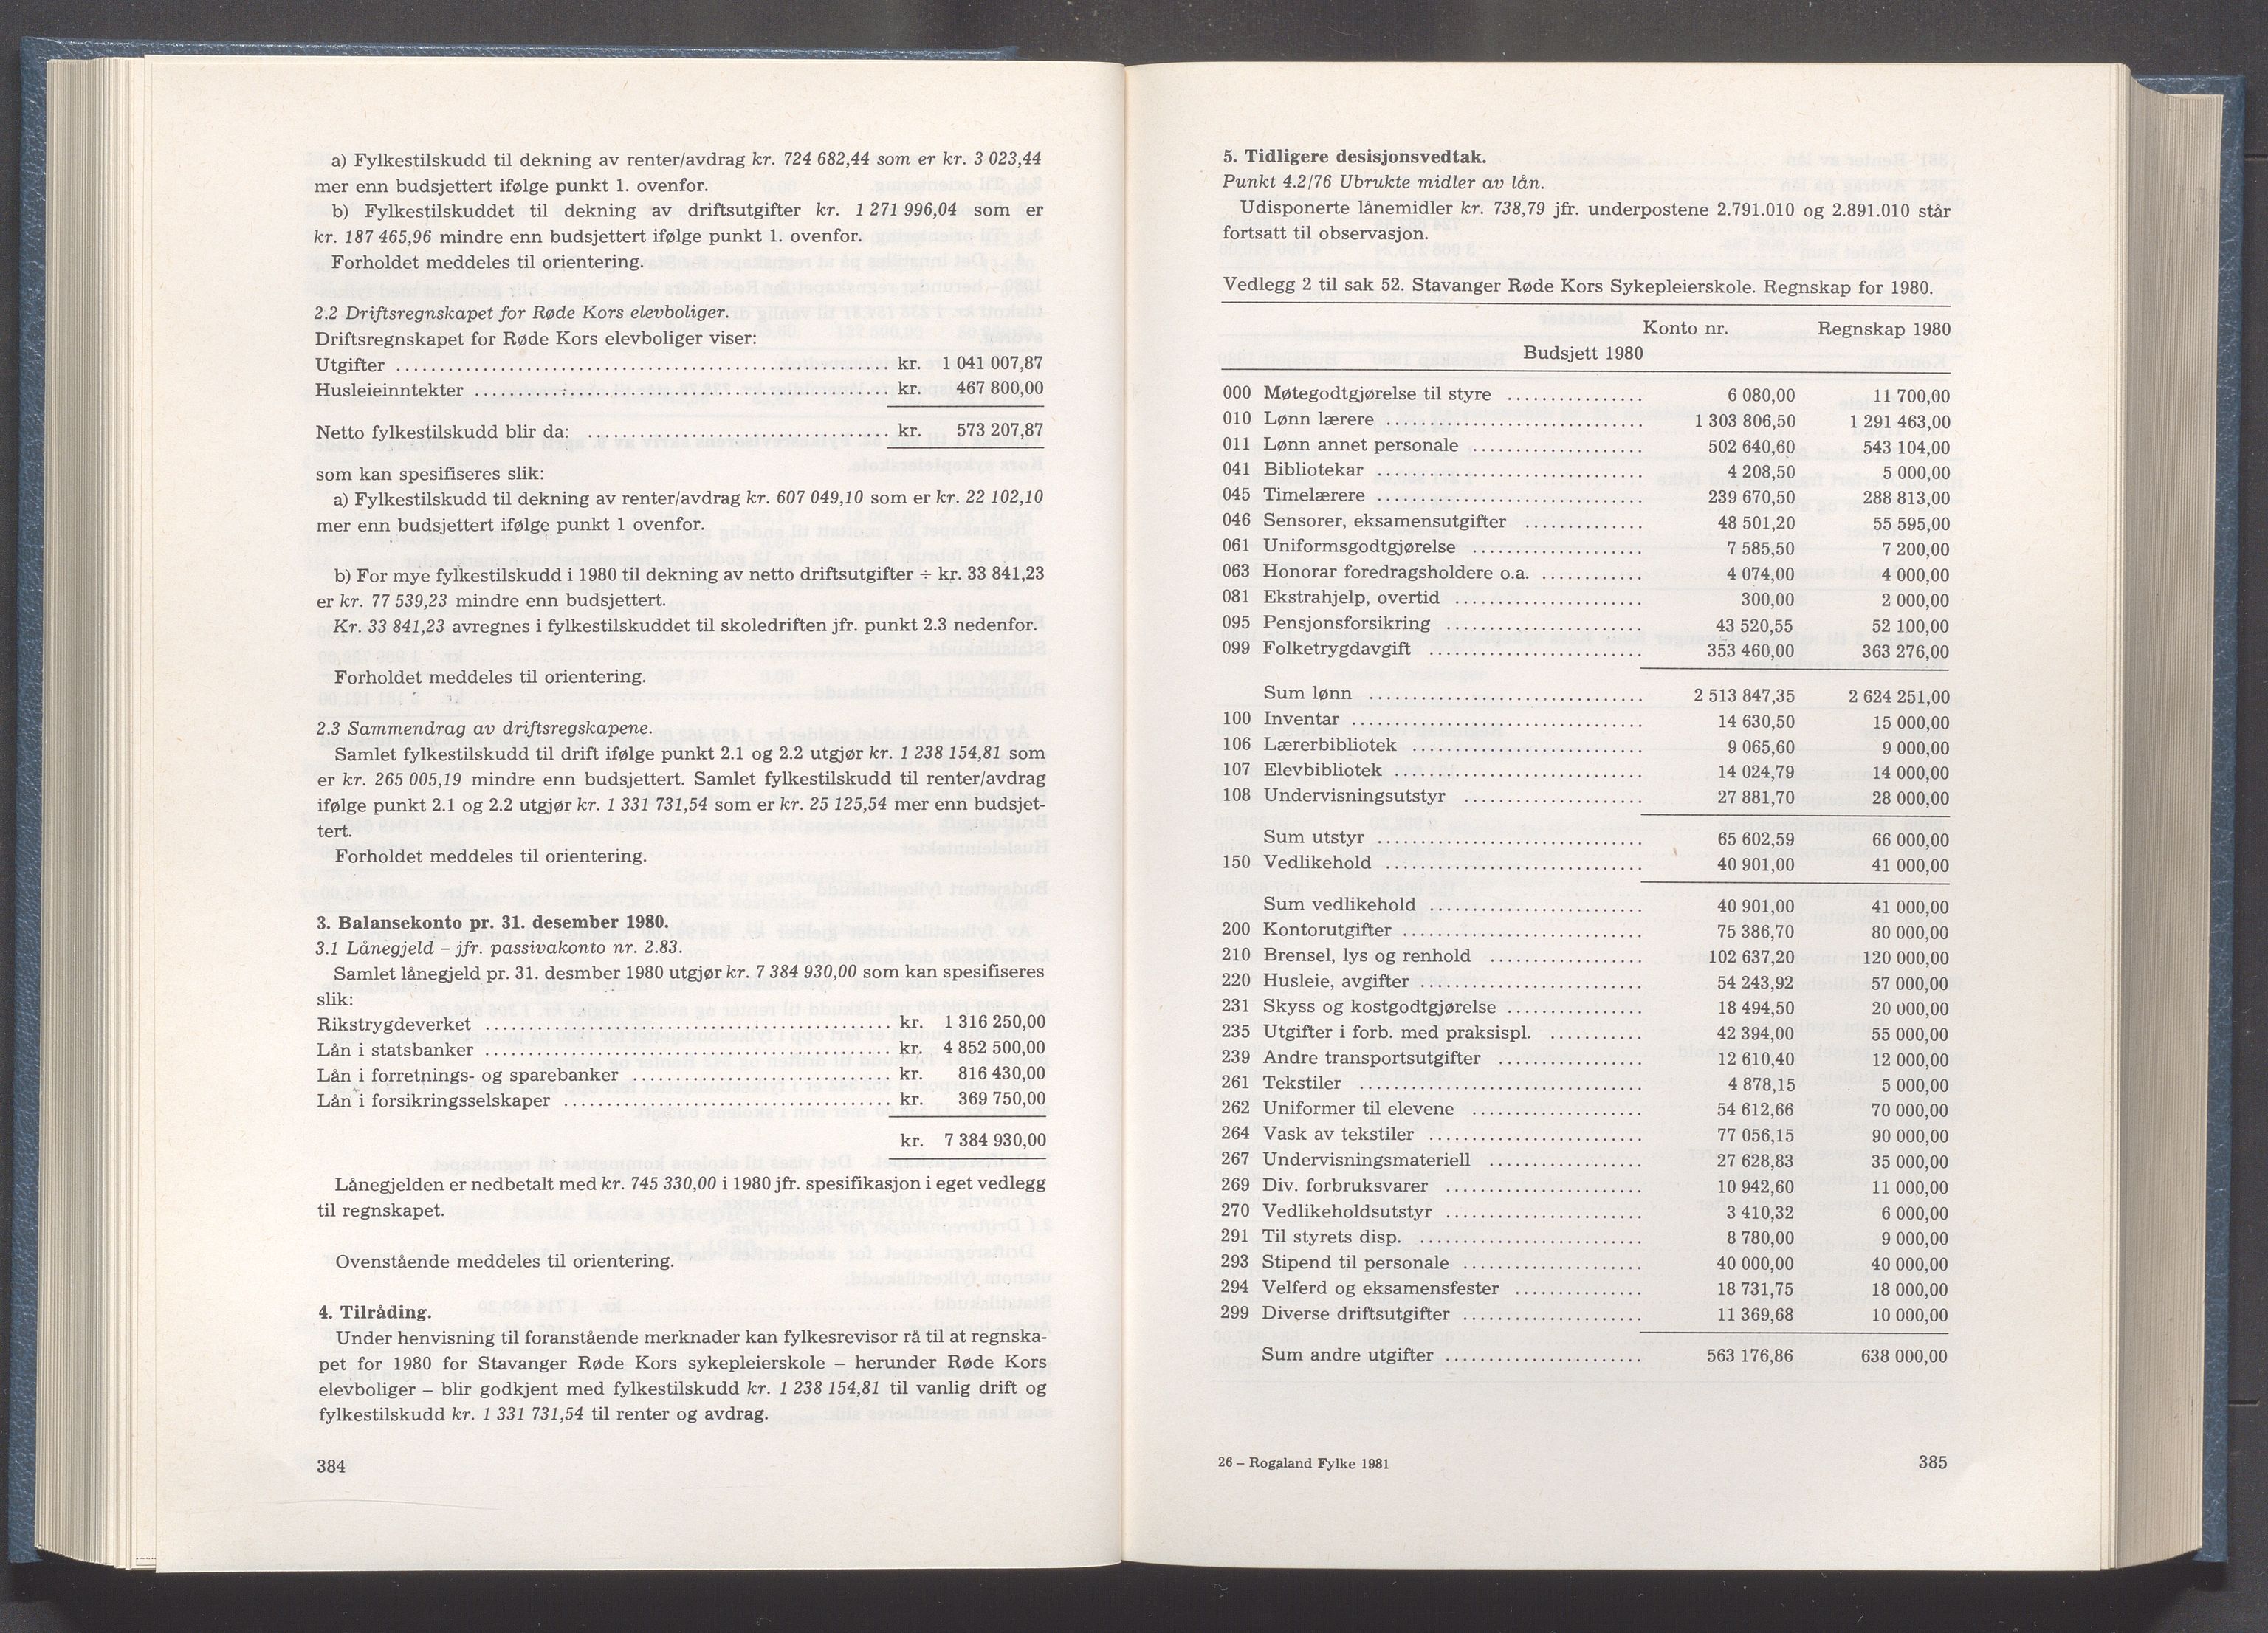 a) Fylkestilskudd til dekning av renter/avdrag kr. 724 682,44 som er kr. 3 023,44
mer enn budsjettert ifølge punkt 1. ovenfor.
b) Fylkestilskuddet til dekning av driftsutgifter kr. 1 271 996,04 som er
kr. 187 465,96 mindre enn budsjettert ifølge punkt 1. ovenfor.
Forholdet meddeles til orientering.
2.2 Driftsregnskapet for Røde Kors elevboliger.
Driftsregnskapet for Røde Kors elevboliger viser:
Utgifter ........ kr. 1 041 007,87
Husleieinntekter ........ kr. 467 800,00
Netto fylkestilskudd blir da: ........ kr. 573 207,87
som kan spesifiseres slik:
a) Fylkestilskudd til dekning av renter/avdrag kr. 607 049,10 som er kr. 22 102,10
mer enn budsjettert ifølge punkt 1 ovenfor.
b) For mye fylkestilskudd i 1980 til dekning av netto driftsutgifter ÷ kr. 33 841,23
er kr. 77 539,23 mindre enn budsjettert.
Kr. 33 841,23 avregnes i fylkestilskuddet til skoledriften jfr. punkt 2.3 nedenfor.
Forholdet meddeles til orientering.
2.3 Sammendrag av driftsregskapene.
Samlet fylkestilskudd til drift ifølge punkt 2.1 og 2.2 utgjør kr. 1 238 154,81 som
er kr. 265 005,19 mindre enn budsjettert. Samlet fylkestilskudd til renter/avdrag
ifølge punkt 2.1 og 2.2 utgjør kr. 1 331 731,54 som er kr. 25 125,54 mer enn budsjet-
tert.
Forholdet meddeles til orientering.
3. Balansekonto pr. 31. desember 1980.
3.1 Lånegjeld – jfr. passivakonto nr. 2.83.
Samlet lånegjeld pr. 31. desmber 1980 utgjør kr. 7 384 930,00 som kan spesifiseres
slik:
Rikstrygdeverket ........ kr. 1 316 250,00
Lån i statsbanker ........ kr. 4 852 500,00
Lån i forretnings- og sparebanker ........ kr. 816 430,00
Lån i forsikringsselskaper ........ kr. 369 750,00
kr. 7 384 930,00
Lånegjelden er nedbetalt med kr. 745 330,00 i 1980 jfr. spesifikasjon i eget vedlegg
til regnskapet.
Ovenstående meddeles til orientering.
4. Tilråding.
Under henvisning til foranstående merknader kan fylkesrevisor rå til at regnska-
pet for 1980 for Stavanger Røde Kors sykepleierskole – herunder Røde Kors
elevboliger – blir godkjent med fylkestilskudd kr. 1 238 154,81 til vanlig drift og
fylkestilskudd kr. 1 331 731,54 til renter og avdrag.
384
5. Tidligere desisjonsvedtak.
Punkt 4.2/76 Ubrukte midler av lån.
Udisponerte lånemidler kr. 738,79 jfr. underpostene 2.791.010 og 2.891.010 står
fortsatt til observasjon.
Vedlegg 2 til sak 52. Stavanger Røde Kors Sykepleierskole. Regnskap for 1980.
Konto nr. Regnskap 1980
Budsjett 1980
000 Møtegodtgjørelse til styre ........ 6 080,00 11 700,00
010 Lønn lærere ........ 1 303 806,50 1 291 463,00
011 Lønn annet personale ........ 502 640,60 543 104,00
041 Bibliotekar ........ 4 208,50 5 000,00
045 Timelærere ........ 239 670,50 288 813,00
046 Sensorer, eksamensutgifter ........ 48 501,20 55 595,00
061 Uniformsgodtgjørelse ........ 7 585,50 7 200,00
063 Honorar foredragsholdere o.a. ........ 4 074,00 4 000,00
081 Ekstrahjelp, overtid ........ 300,00 2 000,00
095 Pensjonsforsikring ........ 43 520,55 52 100,00
099 Folketrygdavgift ........ 353 460,00 363 276,00
Sum lønn ........ 2 513 847,35 2 624 251,00
100 Inventar ........ 14 630,50 15 000,00
106 Lærerbibliotek ........ 9 065,60 9 000,00
107 Elevbibliotek ........ 14 024,79 14 000,00
108 Undervisningsutstyr ........ 27 881,70 28 000,00
Sum utstyr ........ 65 602,59 66 000,00
150 Vedlikehold ........ 40 901,00 41 000,00
Sum vedlikehold ........ 40 901,00 41 000,00
200 Kontorutgifter ........ 75 386,70 80 000,00
210 Brensel, lys og renhold ........ 102 637,20 120 000,00
220 Husleie, avgifter ........ 54 243,92 57 000,00
231 Skyss og kostgodtgjørelse ........ 18 494,50 20 000,00
235 Utgifter i forb. med praksispl. ........ 42 394,00 55 000,00
239 Andre transportsutgifter ........ 12 610,40 12 000,00
261 Tekstiler ........ 4 878,15 5 000,00
262 Uniformer til elevene ........ 54 612,66 70 000,00
264 Vask av tekstiler ........ 77 056,15 90 000,00
267 Undervisningsmateriell ........ 27 628,83 35 000,00
269 Div. forbruksvarer ........ 10 942,60 11 000,00
270 Vedlikeholdsutstyr ........ 3 410,32 6 000,00
291 Til styrets disp. ........ 8 780,00 9 000,00
293 Stipend til personale ........ 40 000,00 40 000,00
294 Velferd og eksamensfester ........ 18 731,75 18 000,00
299 Diverse driftsutgifter ........ 11 369,68 10 000,00
Sum andre utgifter ........ 563 176,86 638 000,00
26 – Rogaland Fylke 1981
385